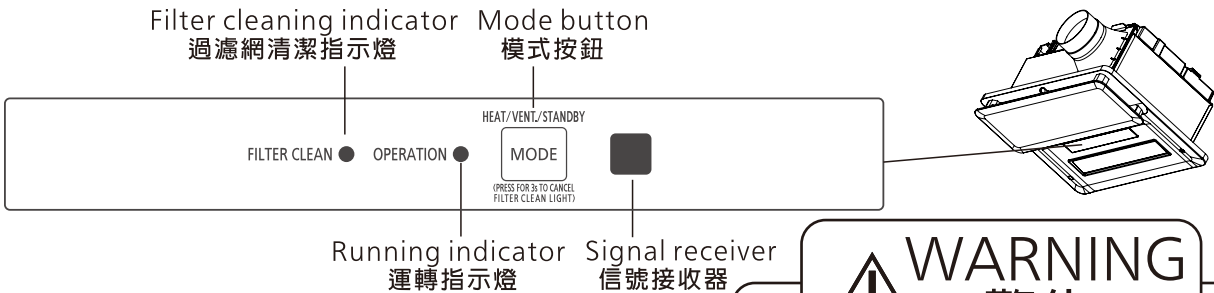 Filter cleaning indicator
過濾網清潔指示燈
Mode button
模式按鈕
HEAT/VENT./STANDBY
FILTER CLEAN
OPERATION
MODE
(PRESS FOR 3s TO CANCEL
FILTER CLEAN LIGHT)
Running indicator
運轉指示燈
Signal receiver
信號接收器
WARNING